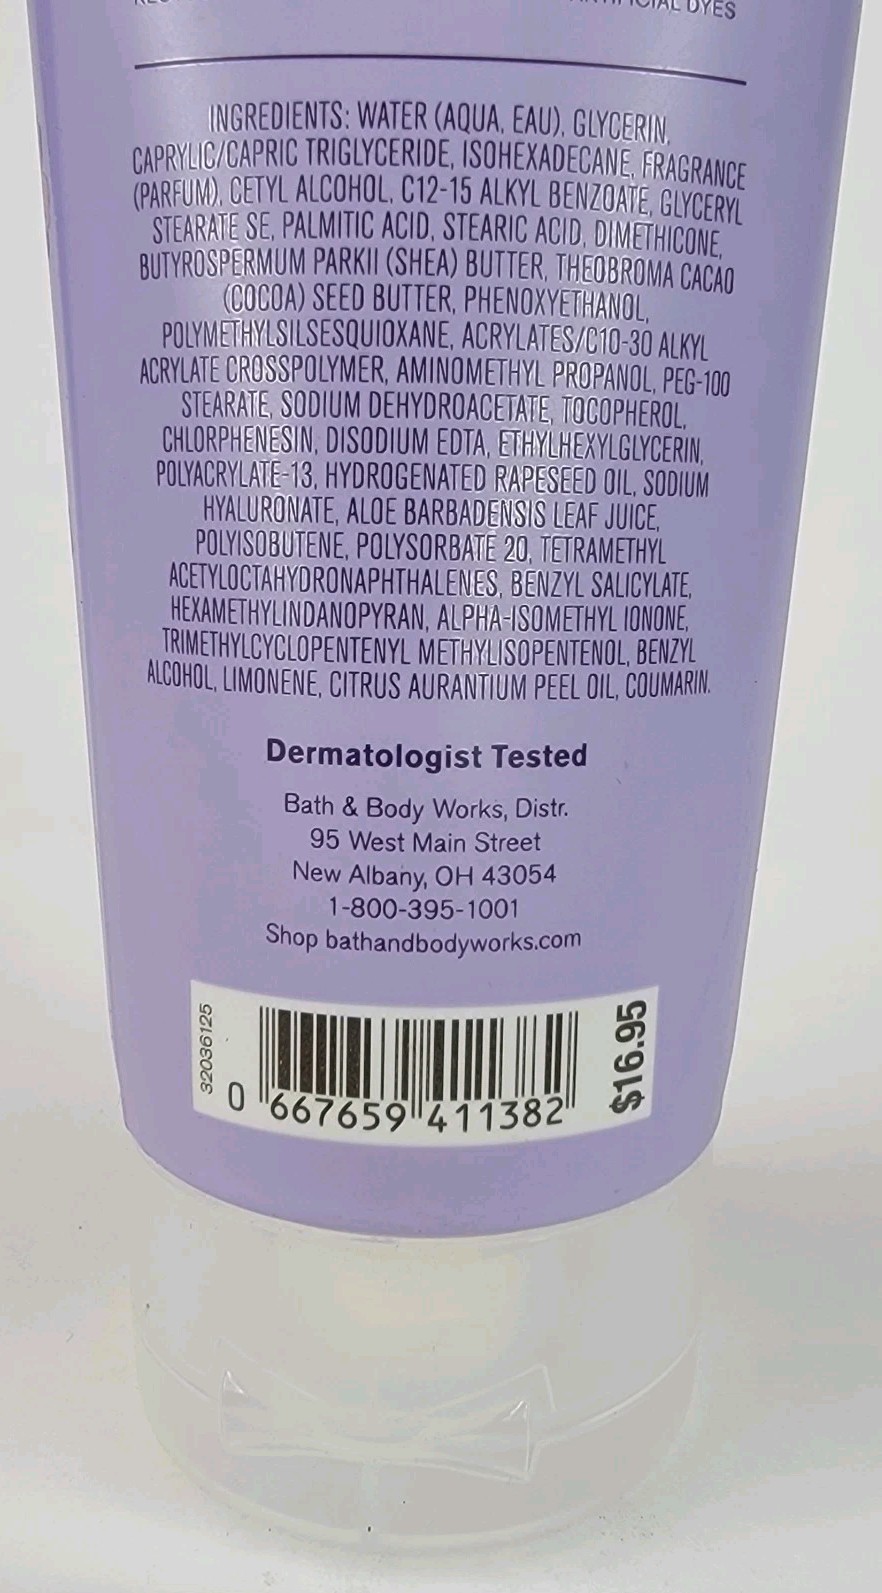 DYES
INGREDIENTS: WATER (AQUA, EAU), GLYCERIN,
CAPRYLIC/CAPRIC TRIGLYCERIDE, ISOHEXADECANE, FRAGRANCE
(PARFUM), CETYL ALCOHOL, C12-15 ALKYL BENZOATE, GLYCERYL
STEARATE SE, PALMITIC ACID, STEARIC ACID, DIMETHICONE,
BUTYROSPERMUM PARKII (SHEA) BUTTER, THEOBROMA CACAO
(COCOA) SEED BUTTER, PHENOXYETHANOL,
POLYMETHYLSILSESQUIOXANE, ACRYLATES/C10-30 ALKYL
ACRYLATE CROSSPOLYMER, AMINOMETHYL PROPANOL, PEG-100
STEARATE, SODIUM DEHYDROACETATE, TOCOPHEROL,
CHLORPHENESIN, DISODIUM EDTA, ETHYLHEXYLGLYCERIN,
POLYACRYLATE-13, HYDROGENATED RAPESEED OIL, SODIUM
HYALURONATE, ALOE BARBADENSIS LEAF JUICE,
POLYISOBUTENE, POLYSORBATE 20, TETRAMETHYL
ACETYLOCTAHYDRONAPHTHALENES, BENZYL SALICYLATE,
HEXAMETHYLINDANOPYRAN, ALPHA-ISOMETHYL IONONE,
TRIMETHYLCYCLOPENTENYL METHYLISOPENTENOL, BENZYL
ALCOHOL, LIMONENE, CITRUS AURANTIUM PEEL OIL, COUMARIN.
Dermatologist Tested
Bath & Body Works, Distr.
95 West Main Street
New Albany, OH 43054
1-800-395-1001
Shop bathandbodyworks.com
32036125
0 667659 411382
$16.95